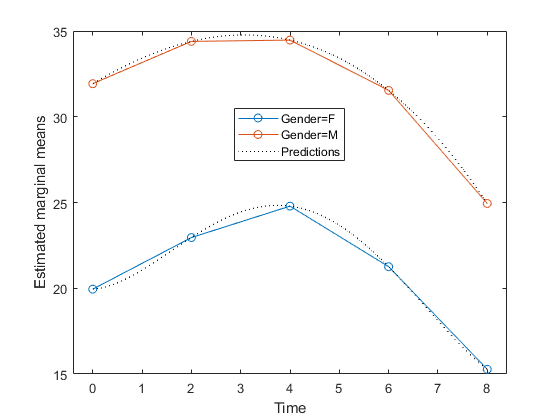 35
30
25
20
15
Estimated marginal means
Gender=F
Gender=M
Predictions
0 1 2 3 4 5 6 7 8
Time